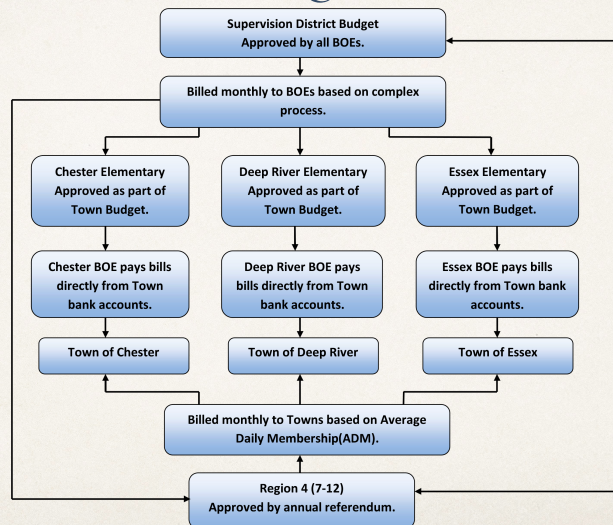 Supervision District Budget
Approved by all BOEs.
Billed monthly to BOEs based on complex
process.
Chester Elementary
Approved as part of
Town Budget.
Deep River Elementary
Approved as part of
Town Budget.
Essex Elementary
Approved as part of
Town Budget.
Chester BOE pays bills
directly from Town
bank accounts.
Deep River BOE pays
bills directly from Town
bank accounts.
Essex BOE pays bills
directly from Town bank
accounts.
Town of Chester
Town of Deep River
Town of Essex
Billed monthly to Towns based on Average
Daily Membership(ADM).
Region 4 (7-12)
Approved by annual referendum.